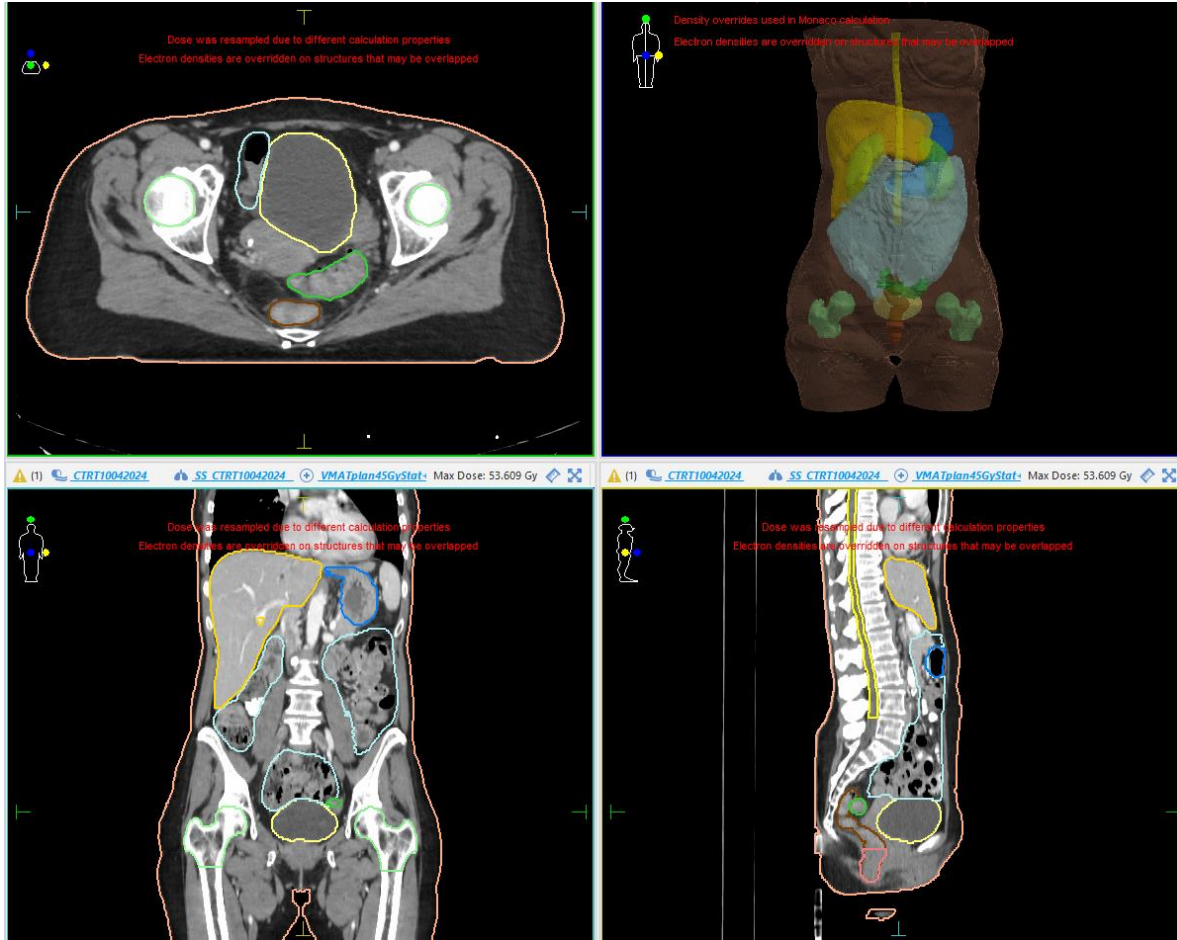 Dose was resampled due to different calculation properties
Electron densities are overridden on structures that may be overlapped
Density overrides used in Monaco calculation
Electron densities are overridden on structures that may be overlapped
(1) CTRT10042024 SS_CTRT10042024 VMATplan45GyStat Max Dose: 53.609 Gy
(1) CTRT10042024 SS_CTRT10042024 VMATplan45GyStat Max Dose: 53.609 Gy
Dose was resampled due to different calculation properties
Electron densities are overridden on structures that may be overlapped
Dose was resampled due to different calculation properties
Electron densities are overridden on structures that may be overlapped